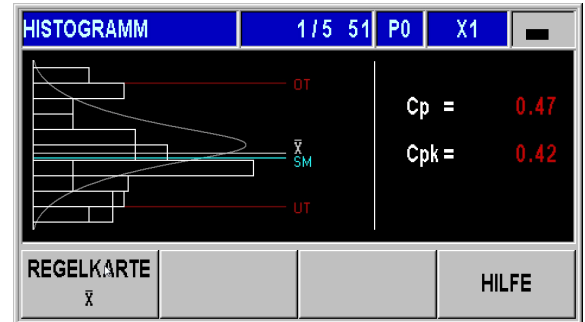 HISTOGRAMM 1/5 51 P0 X1
OT
Cp = 0.47
x̄
SM
Cpk = 0.42
UT
REGELKARTE
x̄
HILFE